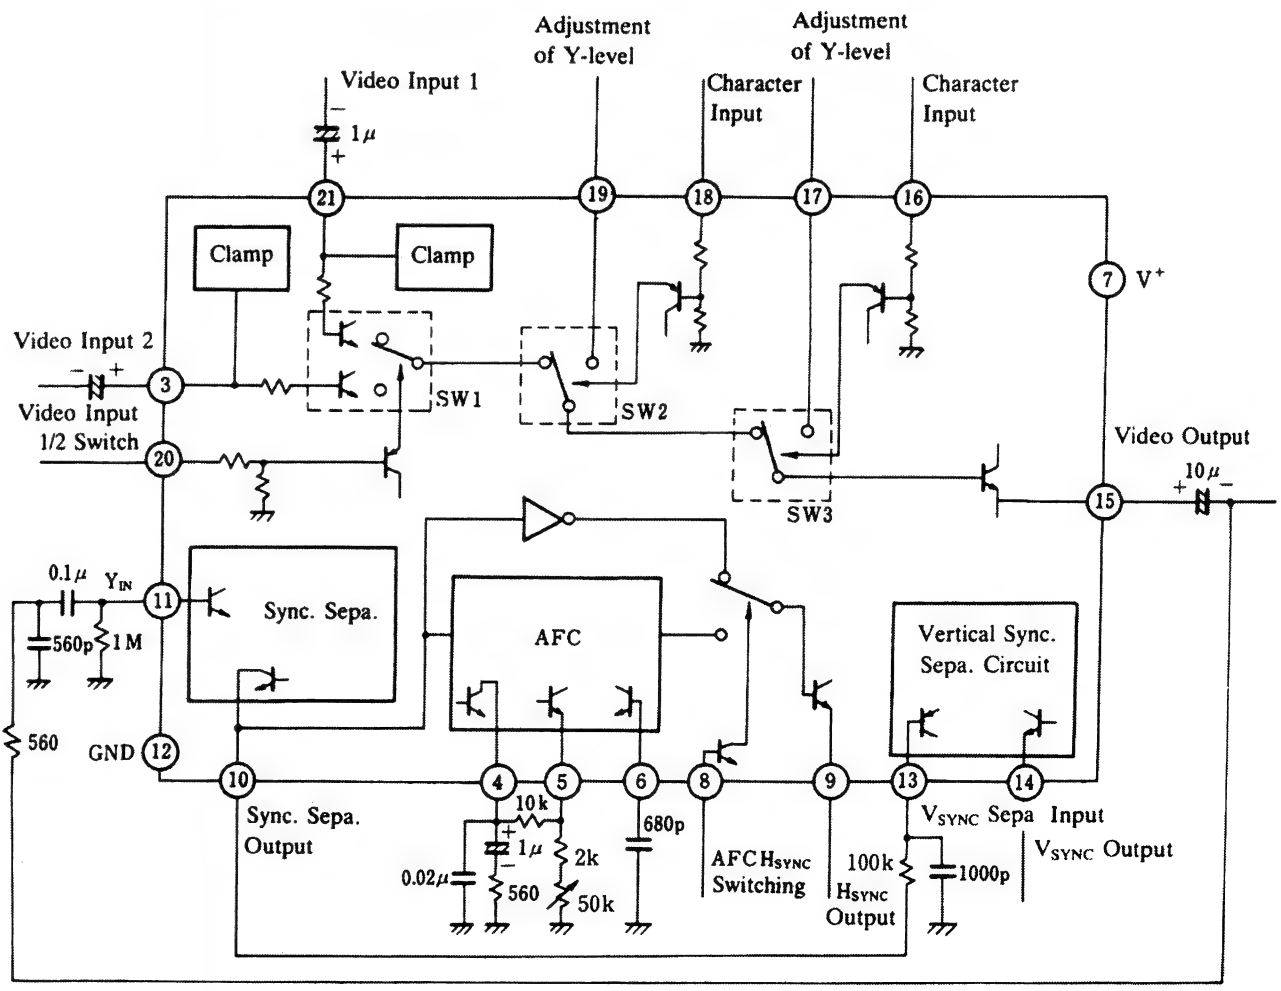 Adjustment
of Y-level
Adjustment
of Y-level
Video Input 1
Character
Input
Character
Input
−
1μ
+
21
19
18
17
16
Clamp
Clamp
7
V+
Video Input 2
− +
3
SW1
SW2
Video Input
1/2 Switch
20
Video Output
10μ
+ −
15
SW3
0.1μ
YIN
11
560p
1M
Sync. Sepa.
AFC
Vertical Sync.
Sepa. Circuit
560
GND
12
10
4
5
6
8
9
13
14
Sync. Sepa.
Output
10k
+
1μ
−
0.02μ
560
2k
50k
680p
AFC HSYNC
Switching
HSYNC
Output
VSYNC Sepa Input
VSYNC Output
100k
1000p